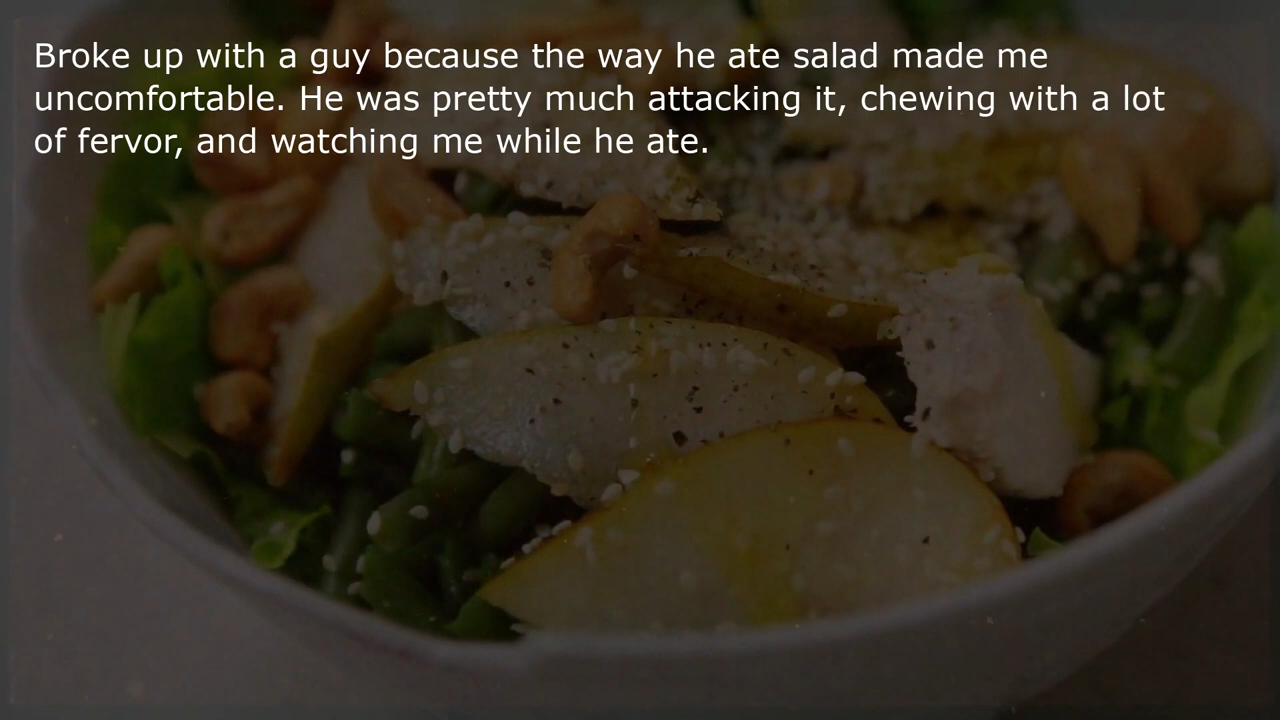 Broke up with a guy because the way he ate salad made me
uncomfortable. He was pretty much attacking it, chewing with a lot
of fervor, and watching me while he ate.